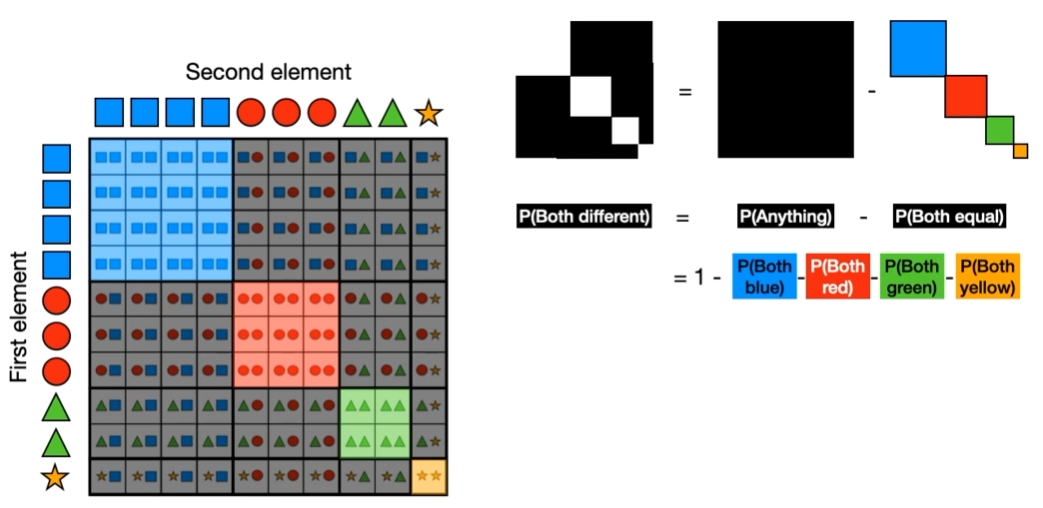 Second element
First element
=
-
P(Both different) = P(Anything) - P(Both equal)
= 1 - P(Both blue) - P(Both red) - P(Both green) - P(Both yellow)